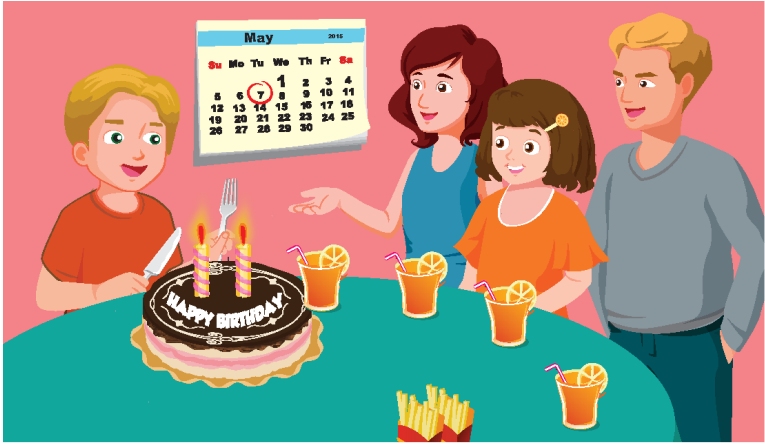 May 2016
Su Mo Tu We Th Fr Sa
1 2 3 4
5 6 7 8 9 10 11
12 13 14 15 16 17 18
19 20 21 22 23 24 25
26 27 28 29 30
HAPPY BIRTHDAY